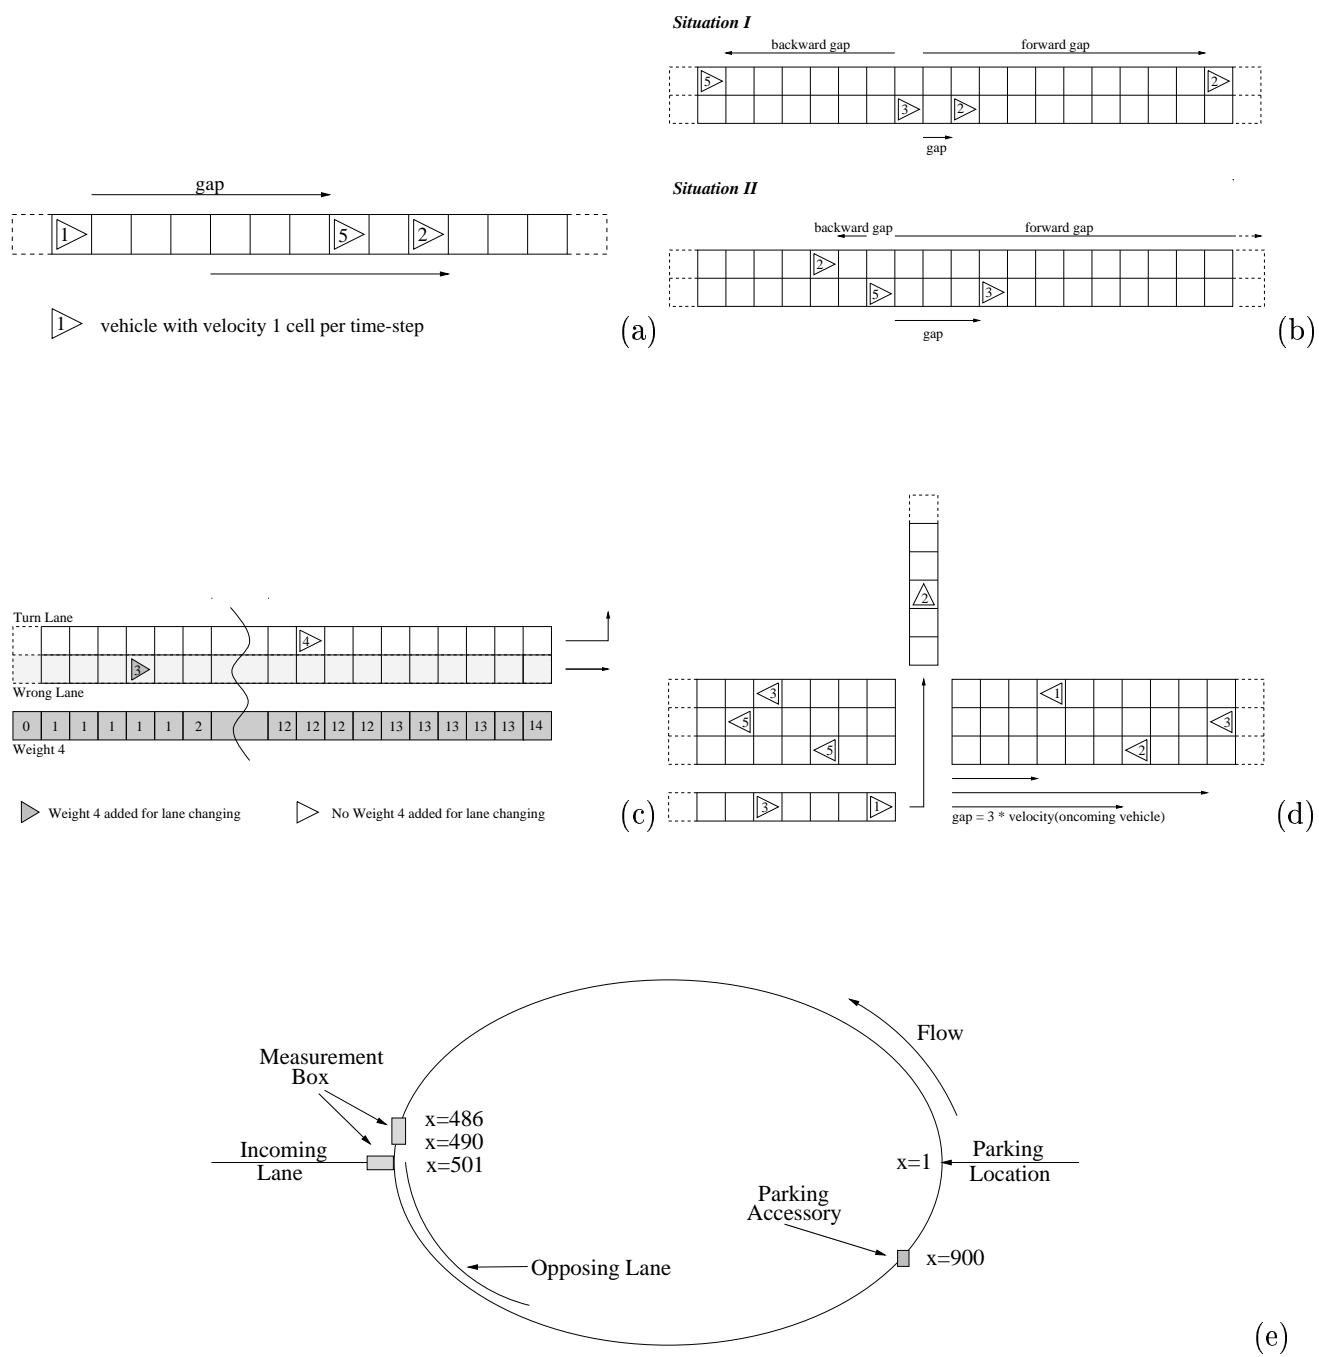 gap
1
5
2
1
vehicle with velocity 1 cell per time-step
(a)
Situation I
backward gap
forward gap
5
2
3
2
gap
Situation II
backward gap
forward gap
2
5
3
gap
(b)
Turn Lane
4
3
Wrong Lane
0 1 1 1 1 1 2 12 12 12 12 13 13 13 13 13 14
Weight 4
Weight 4 added for lane changing
No Weight 4 added for lane changing
(c)
2
3
5
5
1
3
2
3
1
gap = 3 * velocity(oncoming vehicle)
(d)
Flow
Measurement
Box
x=486
x=490
x=501
Incoming
Lane
x=1
Parking
Location
Parking
Accessory
x=900
Opposing Lane
(e)